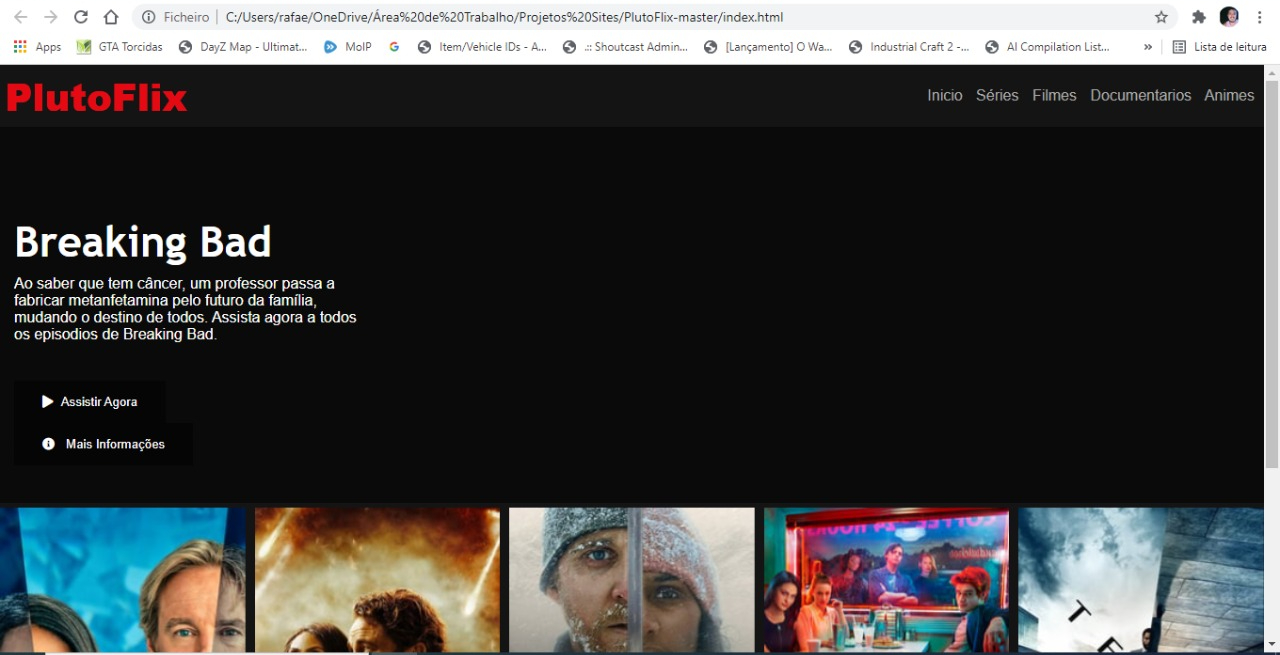 Ficheiro | C:/Users/rafae/OneDrive/Área%20de%20Trabalho/Projetos%20Sites/PlutoFlix-master/index.html
Apps GTA Torcidas DayZ Map - Ultimat... MoIP Item/Vehicle IDs - A... .:: Shoutcast Admin... [Lançamento] O Wa... Industrial Craft 2 -... AI Compilation List... » Lista de leitura
PlutoFlix Inicio Séries Filmes Documentarios Animes
Breaking Bad
Ao saber que tem câncer, um professor passa a
fabricar metanfetamina pelo futuro da família,
mudando o destino de todos. Assista agora a todos
os episodios de Breaking Bad.
Assistir Agora
Mais Informações
COFFEE 24 HOURS
T E